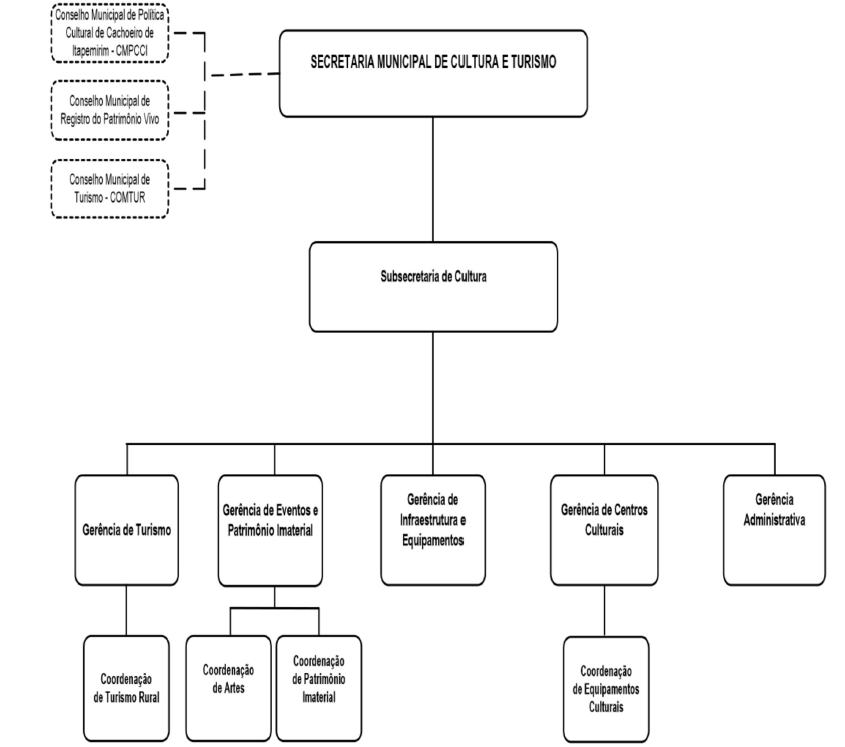 Conselho Municipal de Política
Cultural de Cachoeiro de
Itapemirim - CMPCCI
SECRETARIA MUNICIPAL DE CULTURA E TURISMO
Conselho Municipal de
Registro do Patrimônio Vivo
Conselho Municipal de
Turismo - COMTUR
Subsecretaria de Cultura
Gerência de Turismo
Gerência de Eventos e
Patrimônio Imaterial
Gerência de
Infraestrutura e
Equipamentos
Gerência de Centros
Culturais
Gerência
Administrativa
Coordenação
de Turismo Rural
Coordenação
de Artes
Coordenação
de Patrimônio
Imaterial
Coordenação
de Equipamentos
Culturais